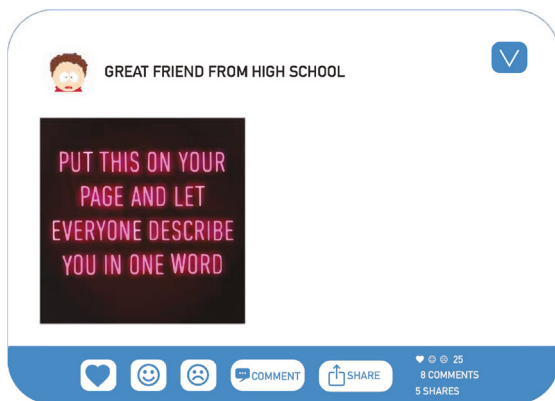 GREAT FRIEND FROM HIGH SCHOOL
PUT THIS ON YOUR
PAGE AND LET
EVERYONE DESCRIBE
YOU IN ONE WORD
COMMENT
SHARE
25
8 COMMENTS
5 SHARES